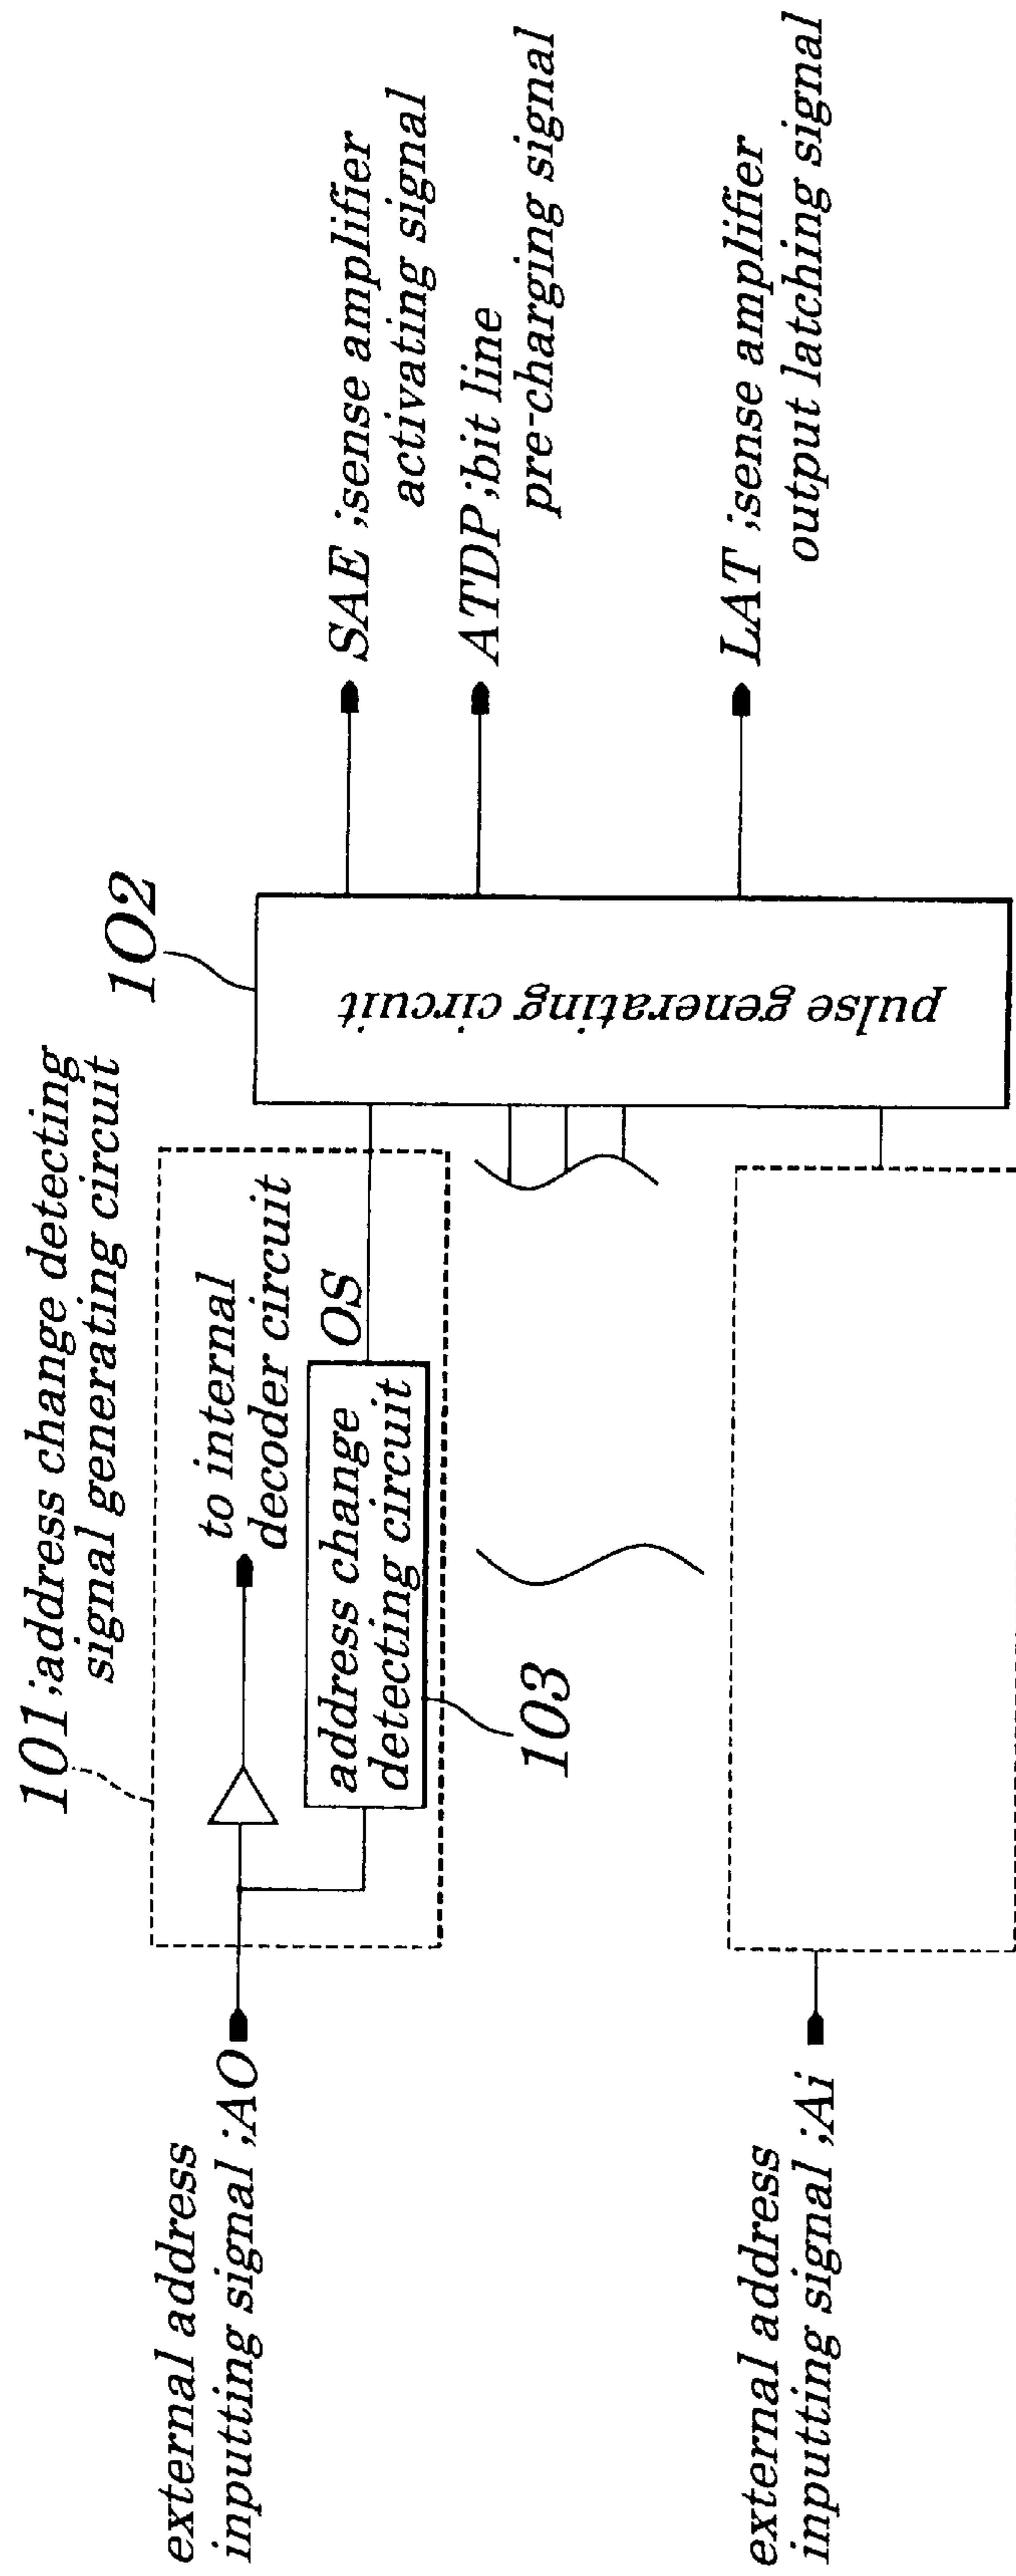 101;address change detecting
signal generating circuit
102
external address
inputting signal ;A0
to internal
decoder circuit
address change
detecting circuit
OS
103
pulse generating circuit
SAE ;sense amplifier
activating signal
ATDP;bit line
pre-charging signal
LAT ;sense amplifier
output latching signal
external address
inputting signal ;Ai